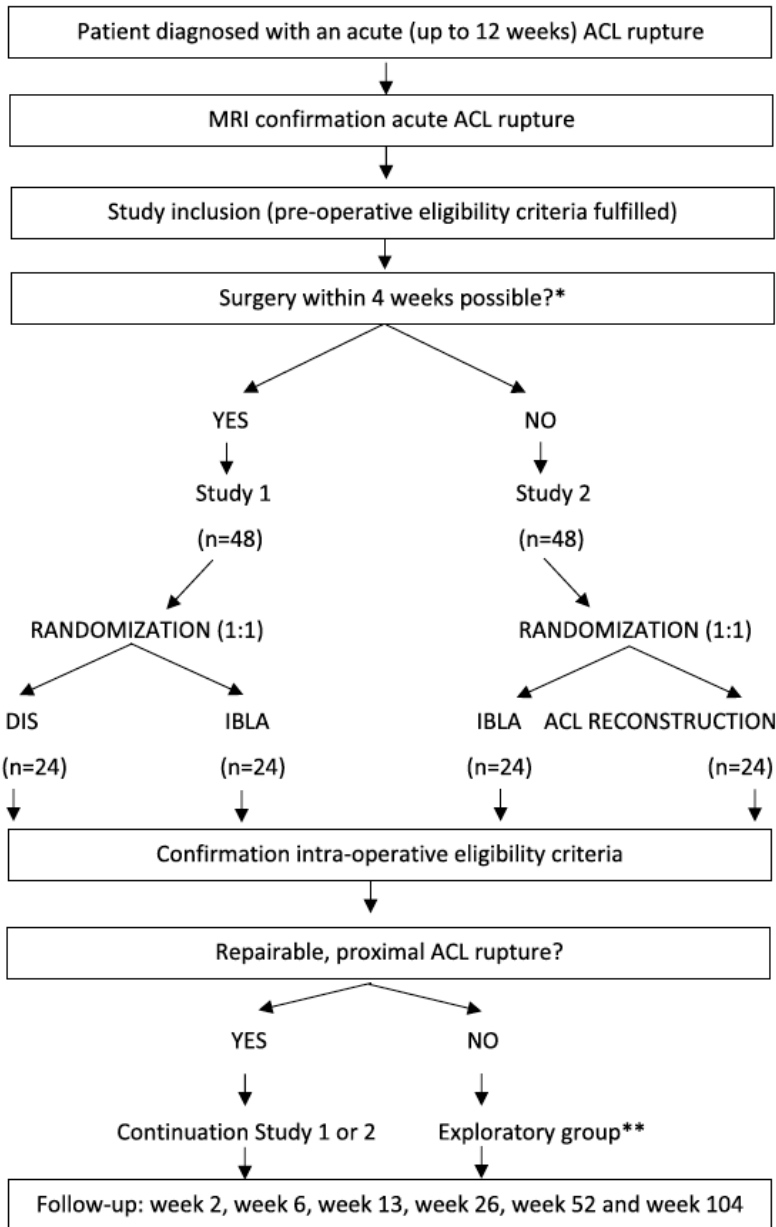 Patient diagnosed with an acute (up to 12 weeks) ACL rupture
MRI confirmation acute ACL rupture
Study inclusion (pre-operative eligibility criteria fulfilled)
Surgery within 4 weeks possible?*
YES NO
Study 1 Study 2
(n=48) (n=48)
RANDOMIZATION (1:1) RANDOMIZATION (1:1)
DIS IBLA IBLA ACL RECONSTRUCTION
(n=24) (n=24) (n=24) (n=24)
Confirmation intra-operative eligibility criteria
Repairable, proximal ACL rupture?
YES NO
Continuation Study 1 or 2 Exploratory group**
Follow-up: week 2, week 6, week 13, week 26, week 52 and week 104